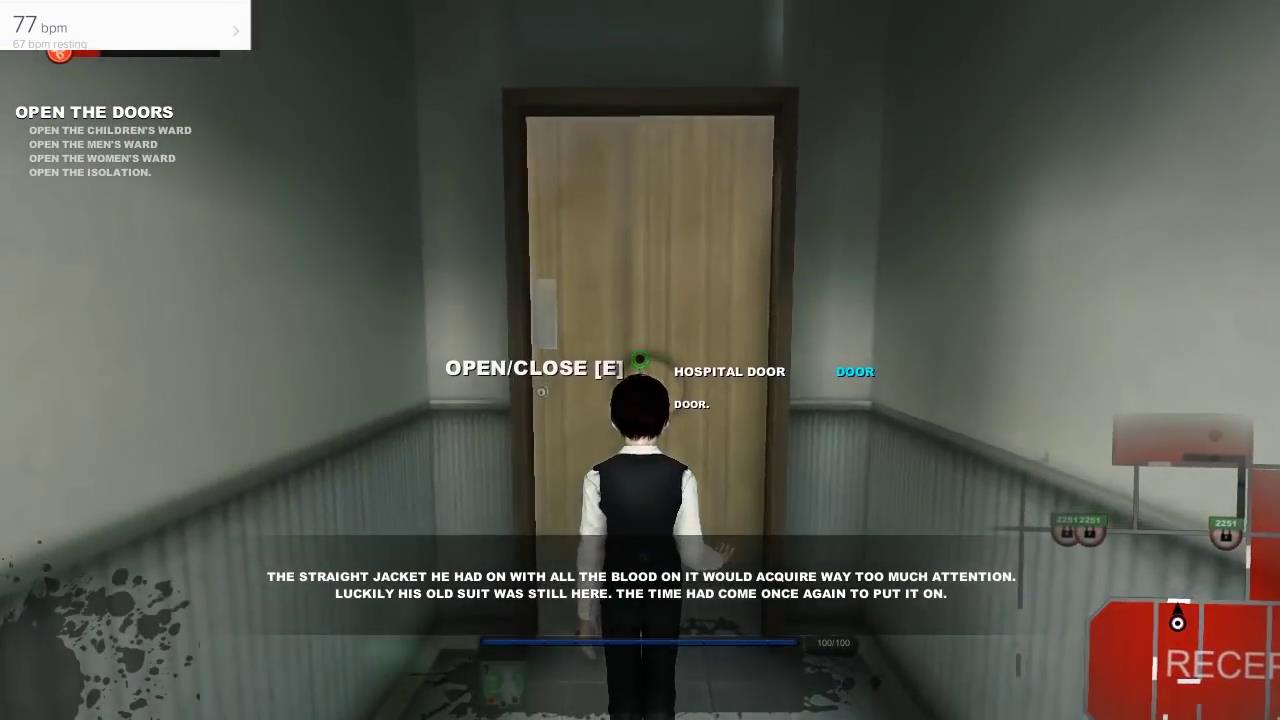 77 bpm
67 bpm resting
OPEN THE DOORS
OPEN THE CHILDREN'S WARD
OPEN THE MEN'S WARD
OPEN THE WOMEN'S WARD
OPEN THE ISOLATION.
OPEN/CLOSE [E]
HOSPITAL DOOR
DOOR
DOOR.
2251 2251
2251
THE STRAIGHT JACKET HE HAD ON WITH ALL THE BLOOD ON IT WOULD ACQUIRE WAY TOO MUCH ATTENTION.
LUCKILY HIS OLD SUIT WAS STILL HERE. THE TIME HAD COME ONCE AGAIN TO PUT IT ON.
100/100
RECEP